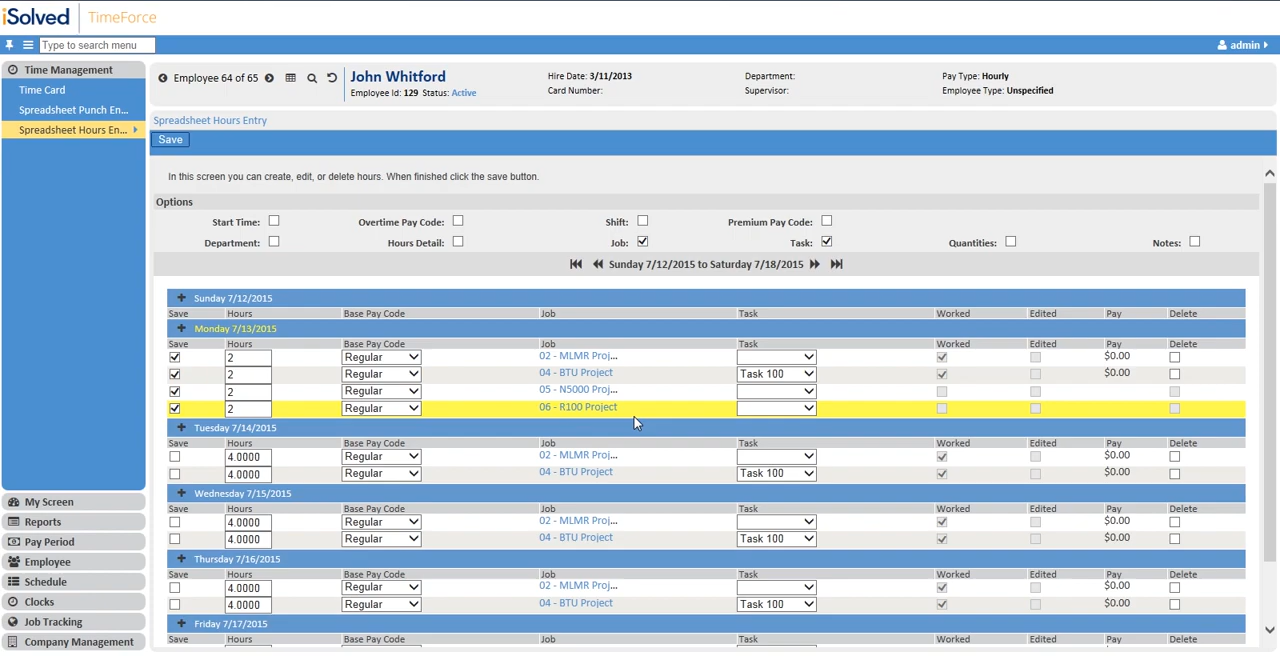 iSolved TimeForce
Type to search menu admin
Time Management
Time Card
Spreadsheet Punch En...
Spreadsheet Hours En...
My Screen
Reports
Pay Period
Employee
Schedule
Clocks
Job Tracking
Company Management
Employee 64 of 65 John Whitford Hire Date: 3/11/2013 Department: Pay Type: Hourly
Employee Id: 129 Status: Active Card Number: Supervisor: Employee Type: Unspecified
Spreadsheet Hours Entry
Save
In this screen you can create, edit, or delete hours. When finished click the save button.
Options
Start Time: Overtime Pay Code: Shift: Premium Pay Code:
Department: Hours Detail: Job: Task: Quantities: Notes:
Sunday 7/12/2015 to Saturday 7/18/2015
Sunday 7/12/2015
Save Hours Base Pay Code Job Task Worked Edited Pay Delete
Monday 7/13/2015
Save Hours Base Pay Code Job Task Worked Edited Pay Delete
2 Regular 02 - MLMR Proj... $0.00
2 Regular 04 - BTU Project Task 100 $0.00
2 Regular 05 - N5000 Proj...
2 Regular 06 - R100 Project
Tuesday 7/14/2015
Save Hours Base Pay Code Job Task Worked Edited Pay Delete
4.0000 Regular 02 - MLMR Proj... $0.00
4.0000 Regular 04 - BTU Project Task 100 $0.00
Wednesday 7/15/2015
Save Hours Base Pay Code Job Task Worked Edited Pay Delete
4.0000 Regular 02 - MLMR Proj... $0.00
4.0000 Regular 04 - BTU Project Task 100 $0.00
Thursday 7/16/2015
Save Hours Base Pay Code Job Task Worked Edited Pay Delete
4.0000 Regular 02 - MLMR Proj... $0.00
4.0000 Regular 04 - BTU Project Task 100 $0.00
Friday 7/17/2015
Save Hours Base Pay Code Job Task Worked Edited Pay Delete